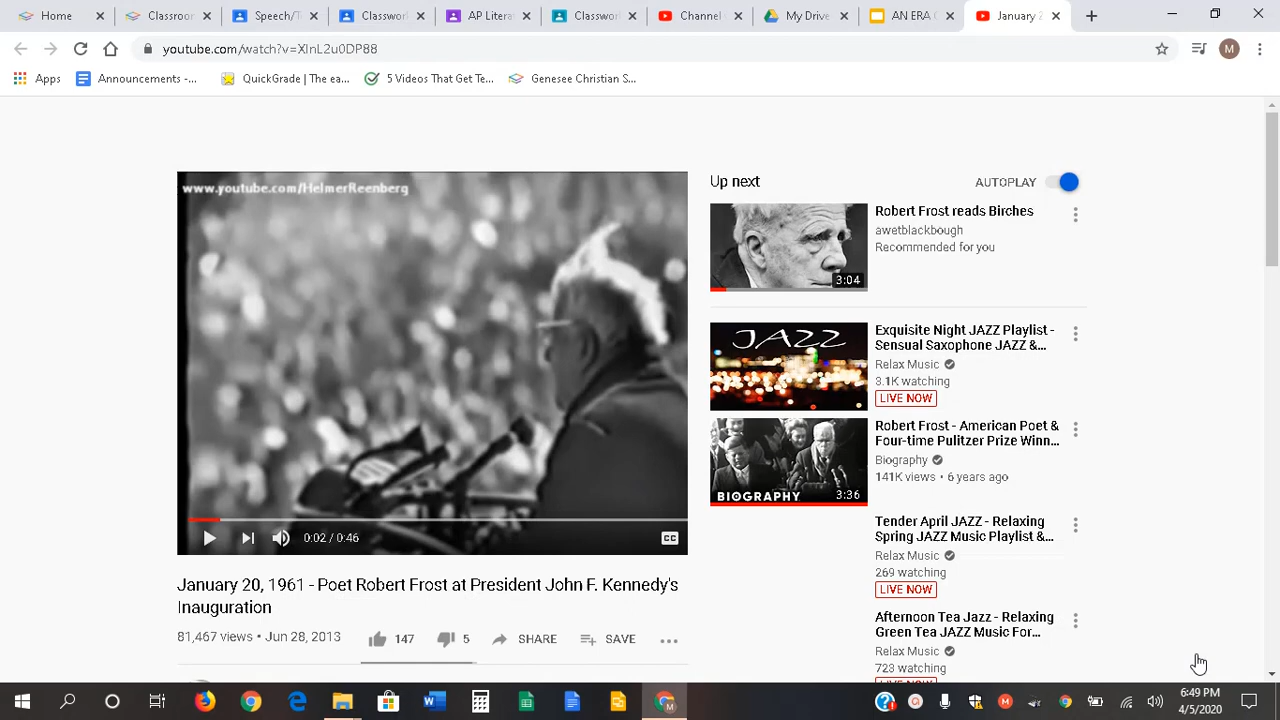 Home
Classes
Speech /T
Classwor
AP Litera
Classwor
Channe
My Drive
AN ERA
January 2
youtube.com/watch?v=XInL2u0DP88
M
Apps
Announcements -...
QuickGrade | The ea...
5 Videos That Get Te...
Genesee Christian S...
www.youtube.com/HelmerReenberg
0:02 / 0:46
CC
January 20, 1961 - Poet Robert Frost at President John F. Kennedy's
Inauguration
81,467 views • Jun 28, 2013
147
5
SHARE
SAVE
Up next
AUTOPLAY
3:04
Robert Frost reads Birches
awetblackbough
Recommended for you
JAZZ
Exquisite Night JAZZ Playlist -
Sensual Saxophone JAZZ &...
Relax Music
3.1K watching
LIVE NOW
BIOGRAPHY
3:36
Robert Frost - American Poet &
Four-time Pulitzer Prize Winn...
Biography
141K views • 6 years ago
Tender April JAZZ - Relaxing
Spring JAZZ Music Playlist &...
Relax Music
269 watching
LIVE NOW
Afternoon Tea Jazz - Relaxing
Green Tea JAZZ Music For...
Relax Music
723 watching
6:49 PM
4/5/2020